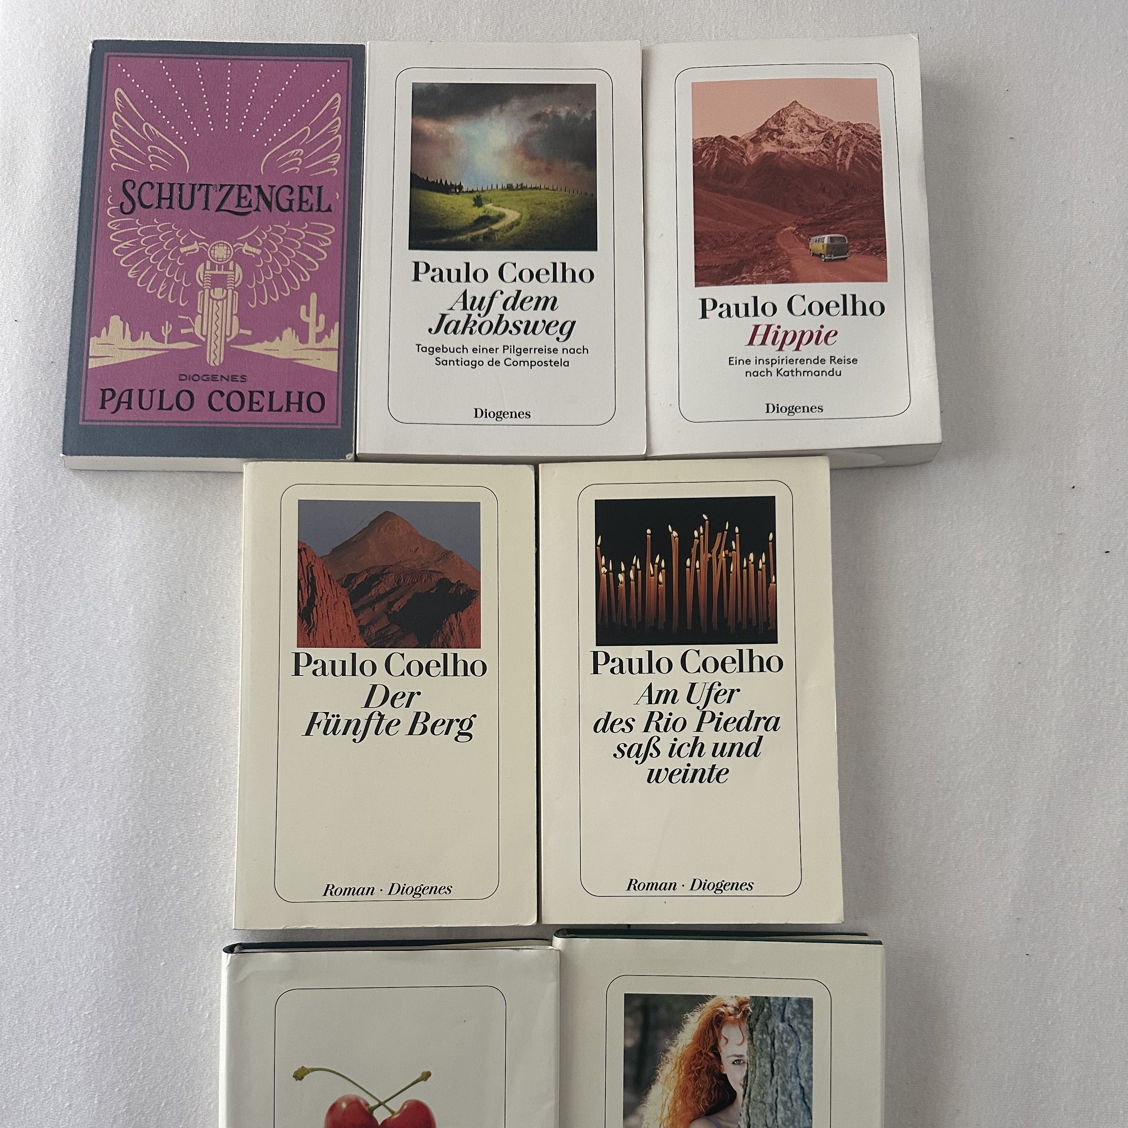 SCHUTZENGEL
DIOGENES
PAULO COELHO
Paulo Coelho
Auf dem
Jakobsweg
Tagebuch einer Pilgerreise nach
Santiago de Compostela
Diogenes
Paulo Coelho
Hippie
Eine inspirierende Reise
nach Kathmandu
Diogenes
Paulo Coelho
Der
Fünfte Berg
Roman · Diogenes
Paulo Coelho
Am Ufer
des Rio Piedra
saß ich und
weinte
Roman · Diogenes